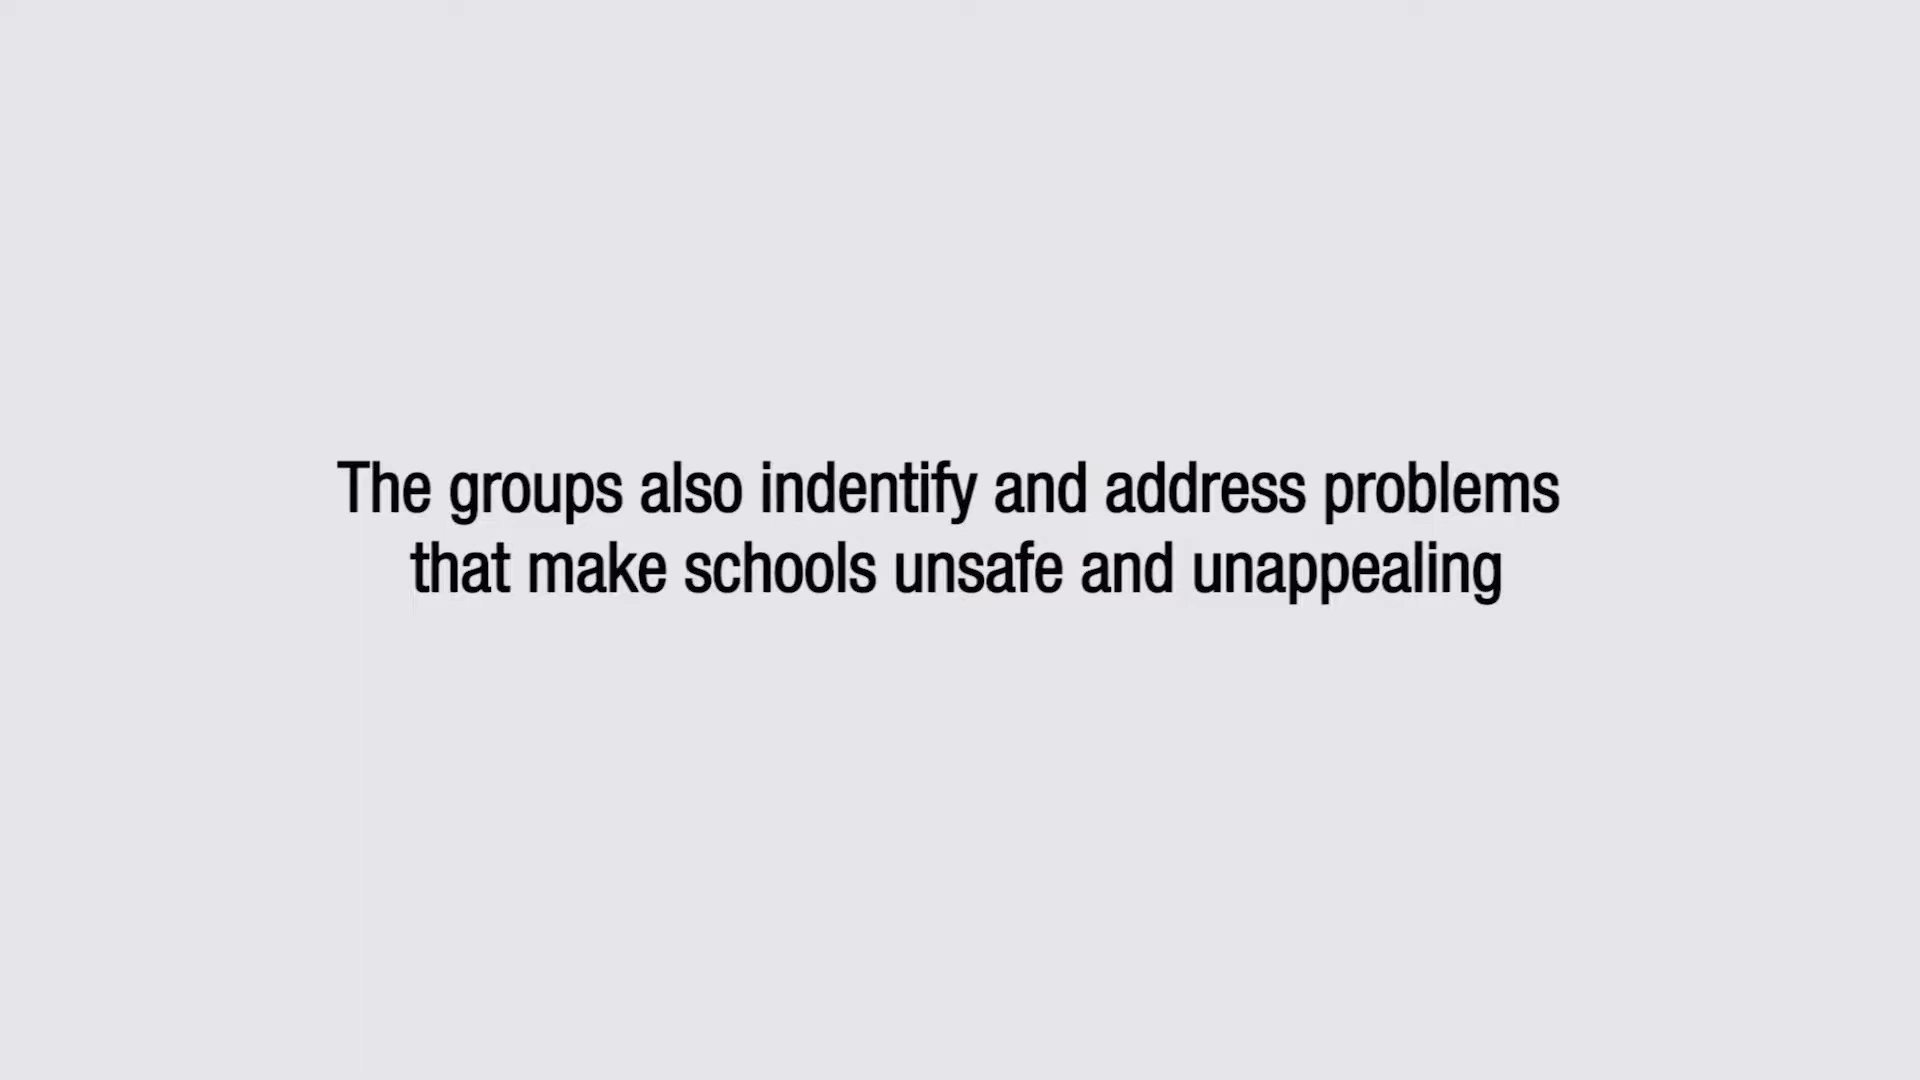 The groups also indentify and address problems
that make schools unsafe and unappealing